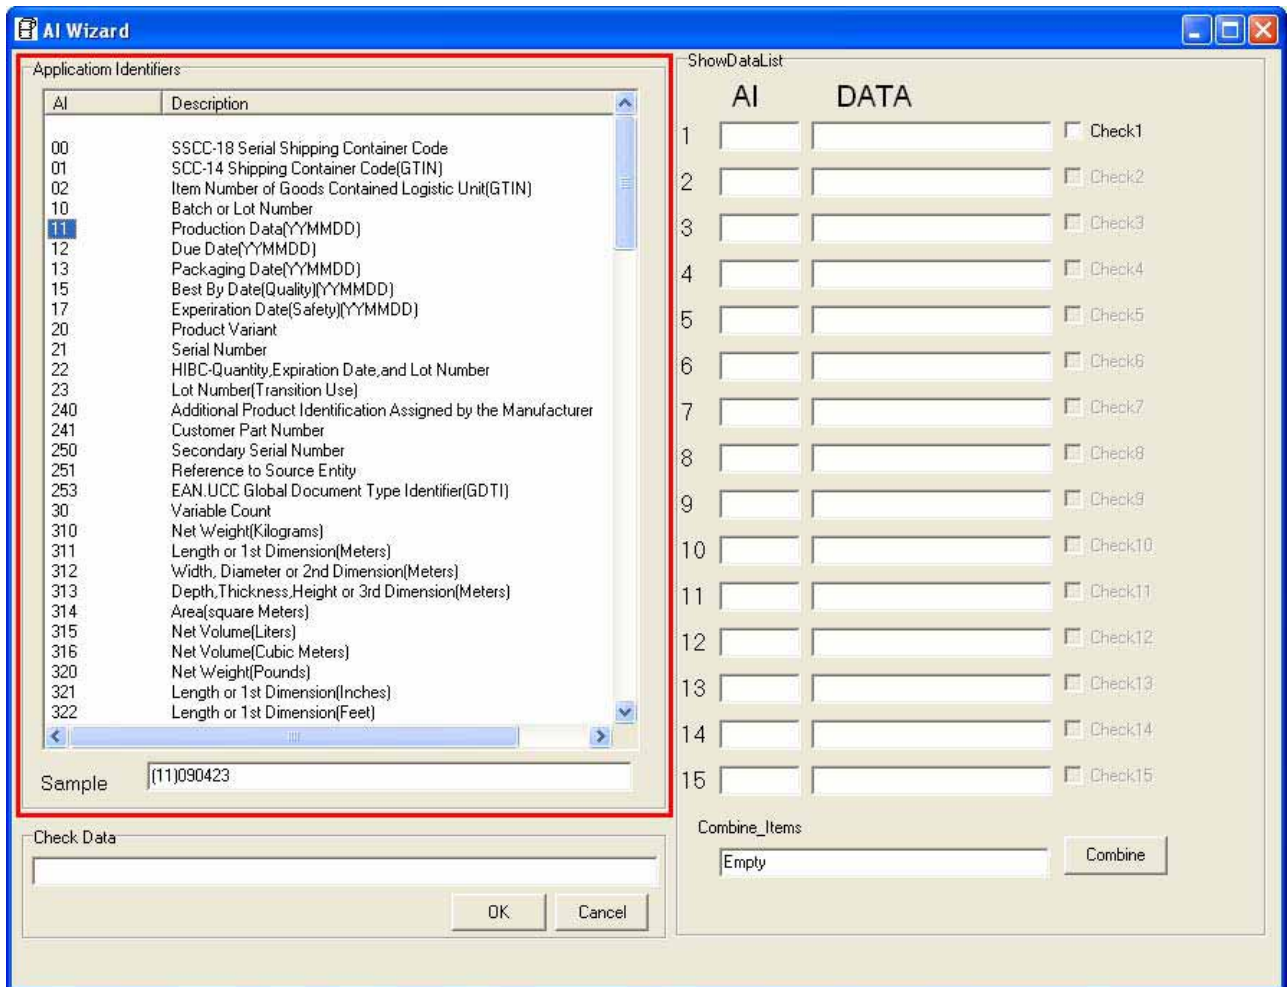 AI Wizard
Applicatiom Identifiers
AI Description
00 SSCC-18 Serial Shipping Container Code
01 SCC-14 Shipping Container Code(GTIN)
02 Item Number of Goods Contained Logistic Unit(GTIN)
10 Batch or Lot Number
11 Production Data(YYMMDD)
12 Due Date(YYMMDD)
13 Packaging Date(YYMMDD)
15 Best By Date(Quality)(YYMMDD)
17 Experiration Date(Safety)(YYMMDD)
20 Product Variant
21 Serial Number
22 HIBC-Quantity,Expiration Date,and Lot Number
23 Lot Number(Transition Use)
240 Additional Product Identification Assigned by the Manufacturer
241 Customer Part Number
250 Secondary Serial Number
251 Reference to Source Entity
253 EAN.UCC Global Document Type Identifier(GDTI)
30 Variable Count
310 Net Weight(Kilograms)
311 Length or 1st Dimension(Meters)
312 Width, Diameter or 2nd Dimension(Meters)
313 Depth,Thickness,Height or 3rd Dimension(Meters)
314 Area(square Meters)
315 Net Volume(Liters)
316 Net Volume(Cubic Meters)
320 Net Weight(Pounds)
321 Length or 1st Dimension(Inches)
322 Length or 1st Dimension(Feet)
Sample (11)090423
Check Data
OK Cancel
ShowDataList
AI DATA
1 Check1
2 Check2
3 Check3
4 Check4
5 Check5
6 Check6
7 Check7
8 Check8
9 Check9
10 Check10
11 Check11
12 Check12
13 Check13
14 Check14
15 Check15
Combine_Items
Empty Combine